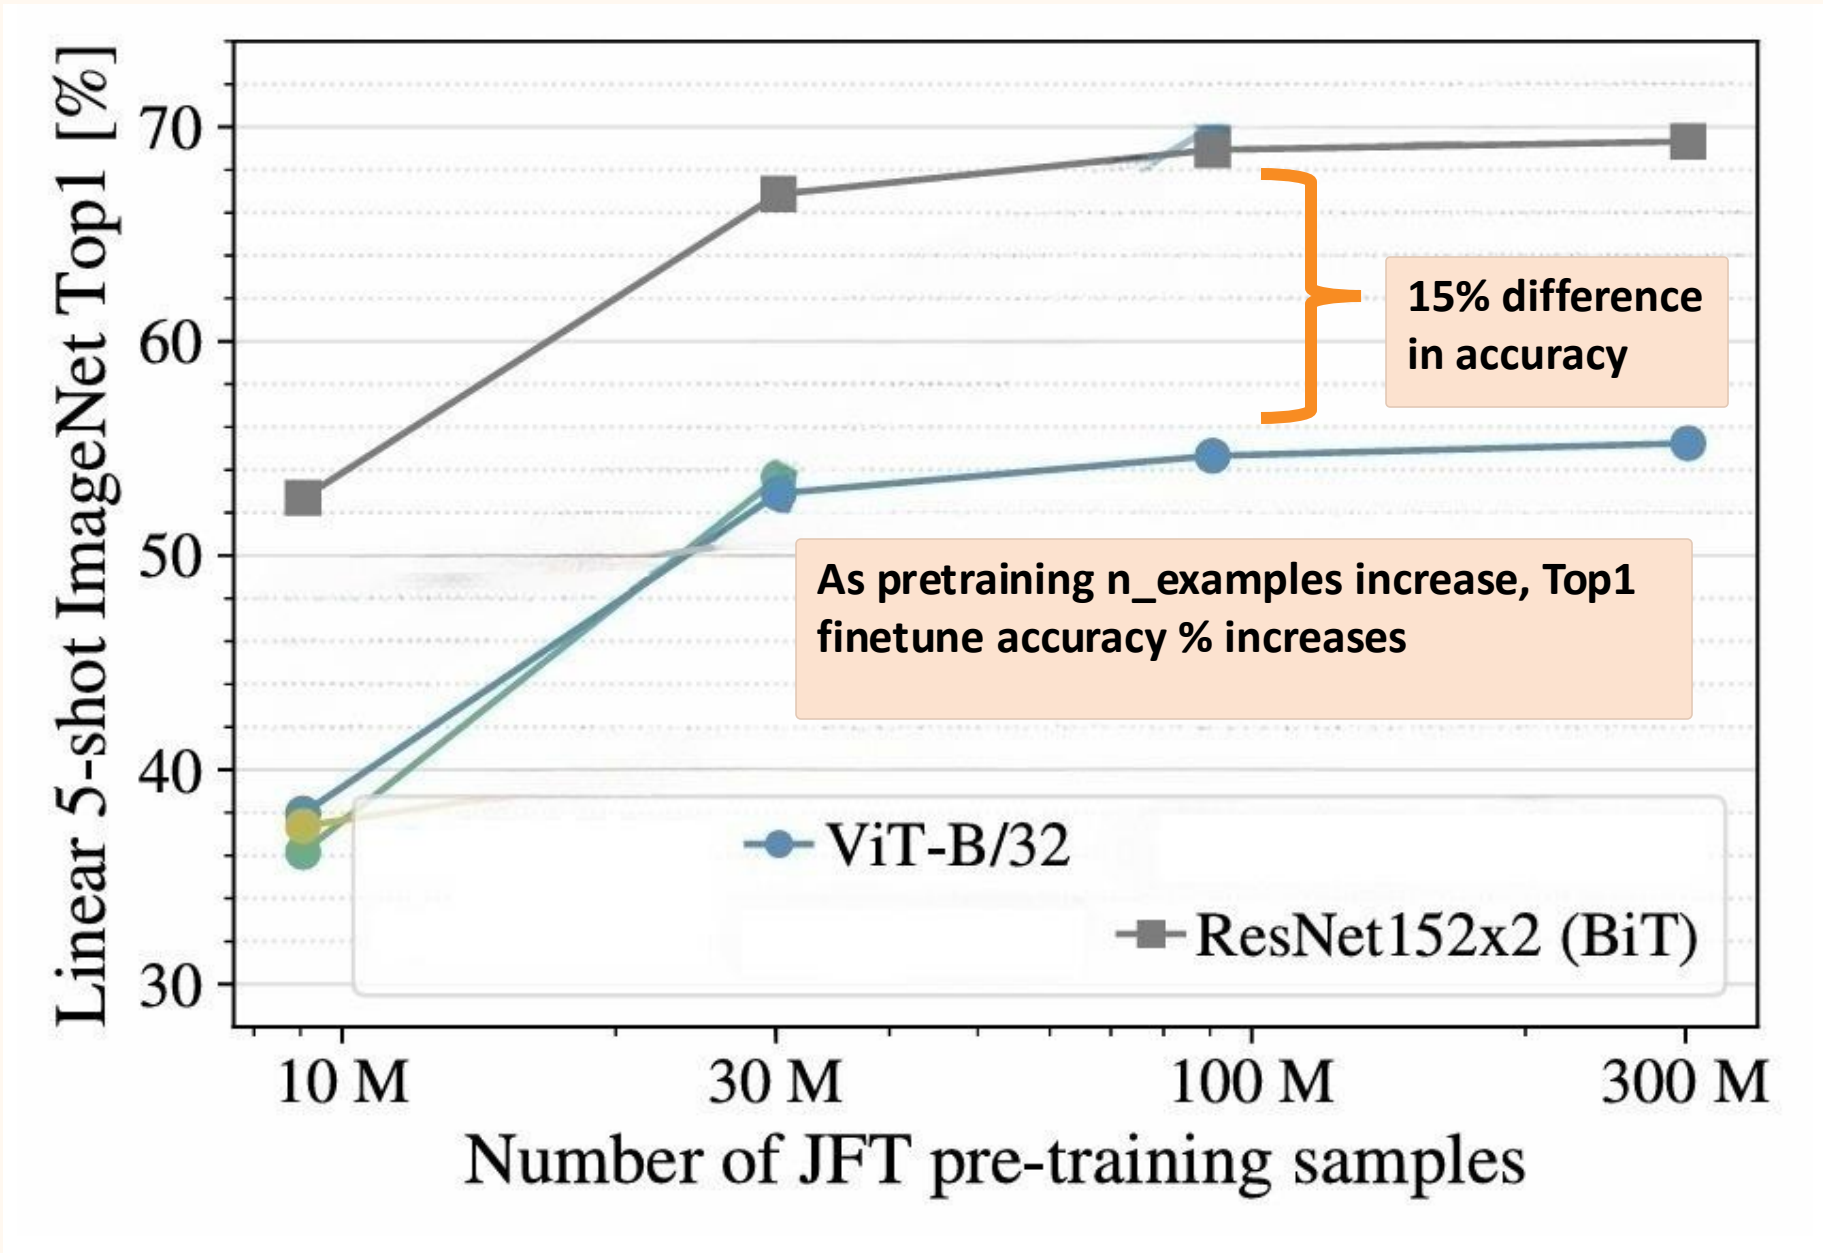 Linear 5-shot ImageNet Top1 [%]
70
60
50
40
30
15% difference
in accuracy
As pretraining n_examples increase, Top1
finetune accuracy % increases
ViT-B/32
ResNet152x2 (BiT)
10 M
30 M
100 M
300 M
Number of JFT pre-training samples